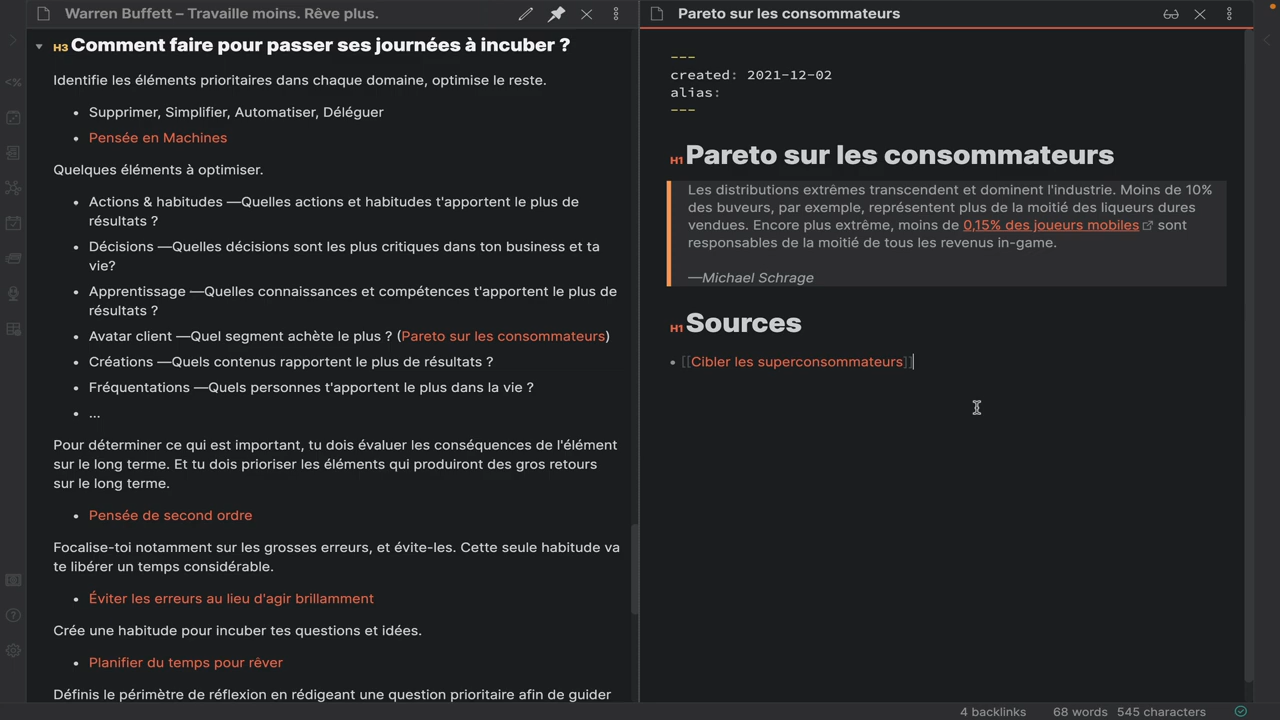 Warren Buffett – Travaille moins. Rêve plus.
H3 Comment faire pour passer ses journées à incuber ?
Identifie les éléments prioritaires dans chaque domaine, optimise le reste.
• Supprimer, Simplifier, Automatiser, Déléguer
• Pensée en Machines
Quelques éléments à optimiser.
• Actions & habitudes —Quelles actions et habitudes t'apportent le plus de
résultats ?
• Décisions —Quelles décisions sont les plus critiques dans ton business et ta
vie?
• Apprentissage —Quelles connaissances et compétences t'apportent le plus de
résultats ?
• Avatar client —Quel segment achète le plus ? (Pareto sur les consommateurs)
• Créations —Quels contenus rapportent le plus de résultats ?
• Fréquentations —Quels personnes t'apportent le plus dans la vie ?
• ...
Pour déterminer ce qui est important, tu dois évaluer les conséquences de l'élément
sur le long terme. Et tu dois prioriser les éléments qui produiront des gros retours
sur le long terme.
• Pensée de second ordre
Focalise-toi notamment sur les grosses erreurs, et évite-les. Cette seule habitude va
te libérer un temps considérable.
• Éviter les erreurs au lieu d'agir brillamment
Crée une habitude pour incuber tes questions et idées.
• Planifier du temps pour rêver
Définis le périmètre de réflexion en rédigeant une question prioritaire afin de guider
Pareto sur les consommateurs
---
created: 2021-12-02
alias:
---
H1 Pareto sur les consommateurs
Les distributions extrêmes transcendent et dominent l'industrie. Moins de 10%
des buveurs, par exemple, représentent plus de la moitié des liqueurs dures
vendues. Encore plus extrême, moins de 0,15% des joueurs mobiles sont
responsables de la moitié de tous les revenus in-game.
—Michael Schrage
H1 Sources
• [[Cibler les superconsommateurs]]
4 backlinks 68 words 545 characters